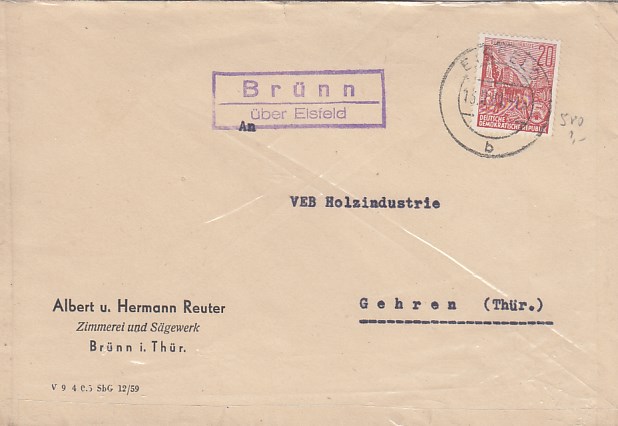 Brünn
über Eisfeld
20
DEUTSCHE
DEMOKRATISCHE REPUBLIK
b
An
VEB Holzindustrie
Gehren (Thür.)
Albert u. Hermann Reuter
Zimmerei und Sägewerk
Brünn i. Thür.
V 9 4 0.5 SbG 12/59